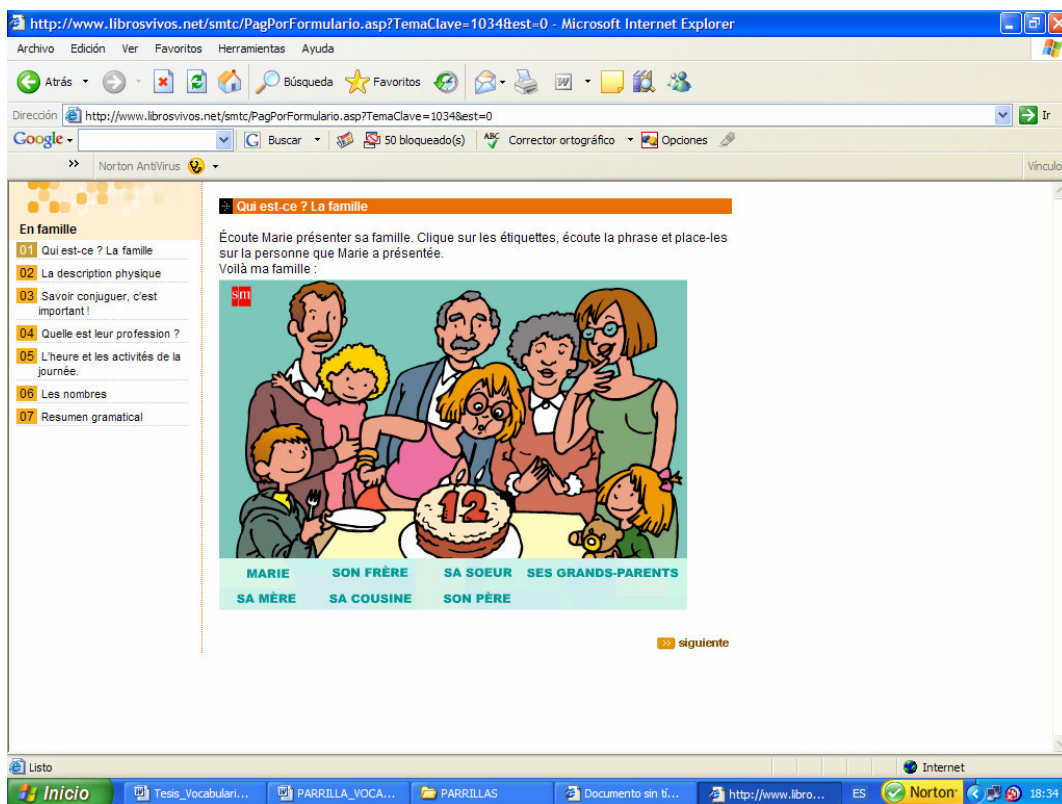 http://www.librosvivos.net/smtc/PagPorFormulario.asp?TemaClave=1034&est=0 - Microsoft Internet Explorer
Archivo Edición Ver Favoritos Herramientas Ayuda
Atrás Búsqueda Favoritos
Dirección http://www.librosvivos.net/smtc/PagPorFormulario.asp?TemaClave=1034&est=0 Ir
Google Buscar 50 bloqueado(s) ABC Corrector ortográfico Opciones
Norton AntiVirus Vínculo
En famille
01 Qui est-ce ? La famille
02 La description physique
03 Savoir conjuguer, c'est
important !
04 Quelle est leur profession ?
05 L'heure et les activités de la
journée.
06 Les nombres
07 Resumen gramatical
Qui est-ce ? La famille
Écoute Marie présenter sa famille. Clique sur les étiquettes, écoute la phrase et place-les
sur la personne que Marie a présentée.
Voilà ma famille :
sm
12
MARIE SON FRÈRE SA SOEUR SES GRANDS-PARENTS
SA MÈRE SA COUSINE SON PÈRE
siguiente
Listo Internet
Inicio Tesis_Vocabulari... PARRILLA_VOCA... PARRILLAS Documento sin tí... http://www.libro... ES Norton 18:34